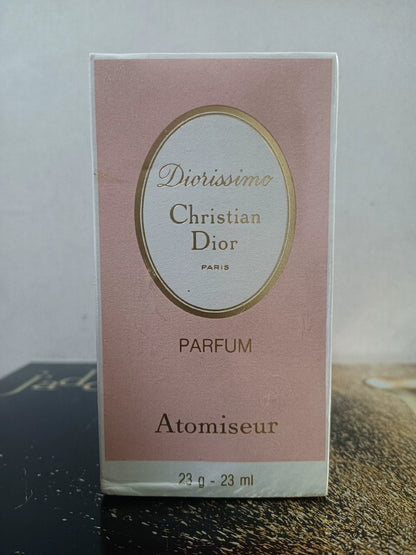 Diorissimo
Christian
Dior
PARIS
PARFUM
Atomiseur
23 g - 23 ml